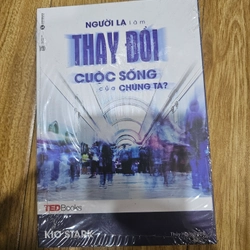 NGƯỜI LẠ làm
THAY ĐỔI
CUỘC SỐNG
của CHÚNG TA?
TEDBooks
KIO STARK